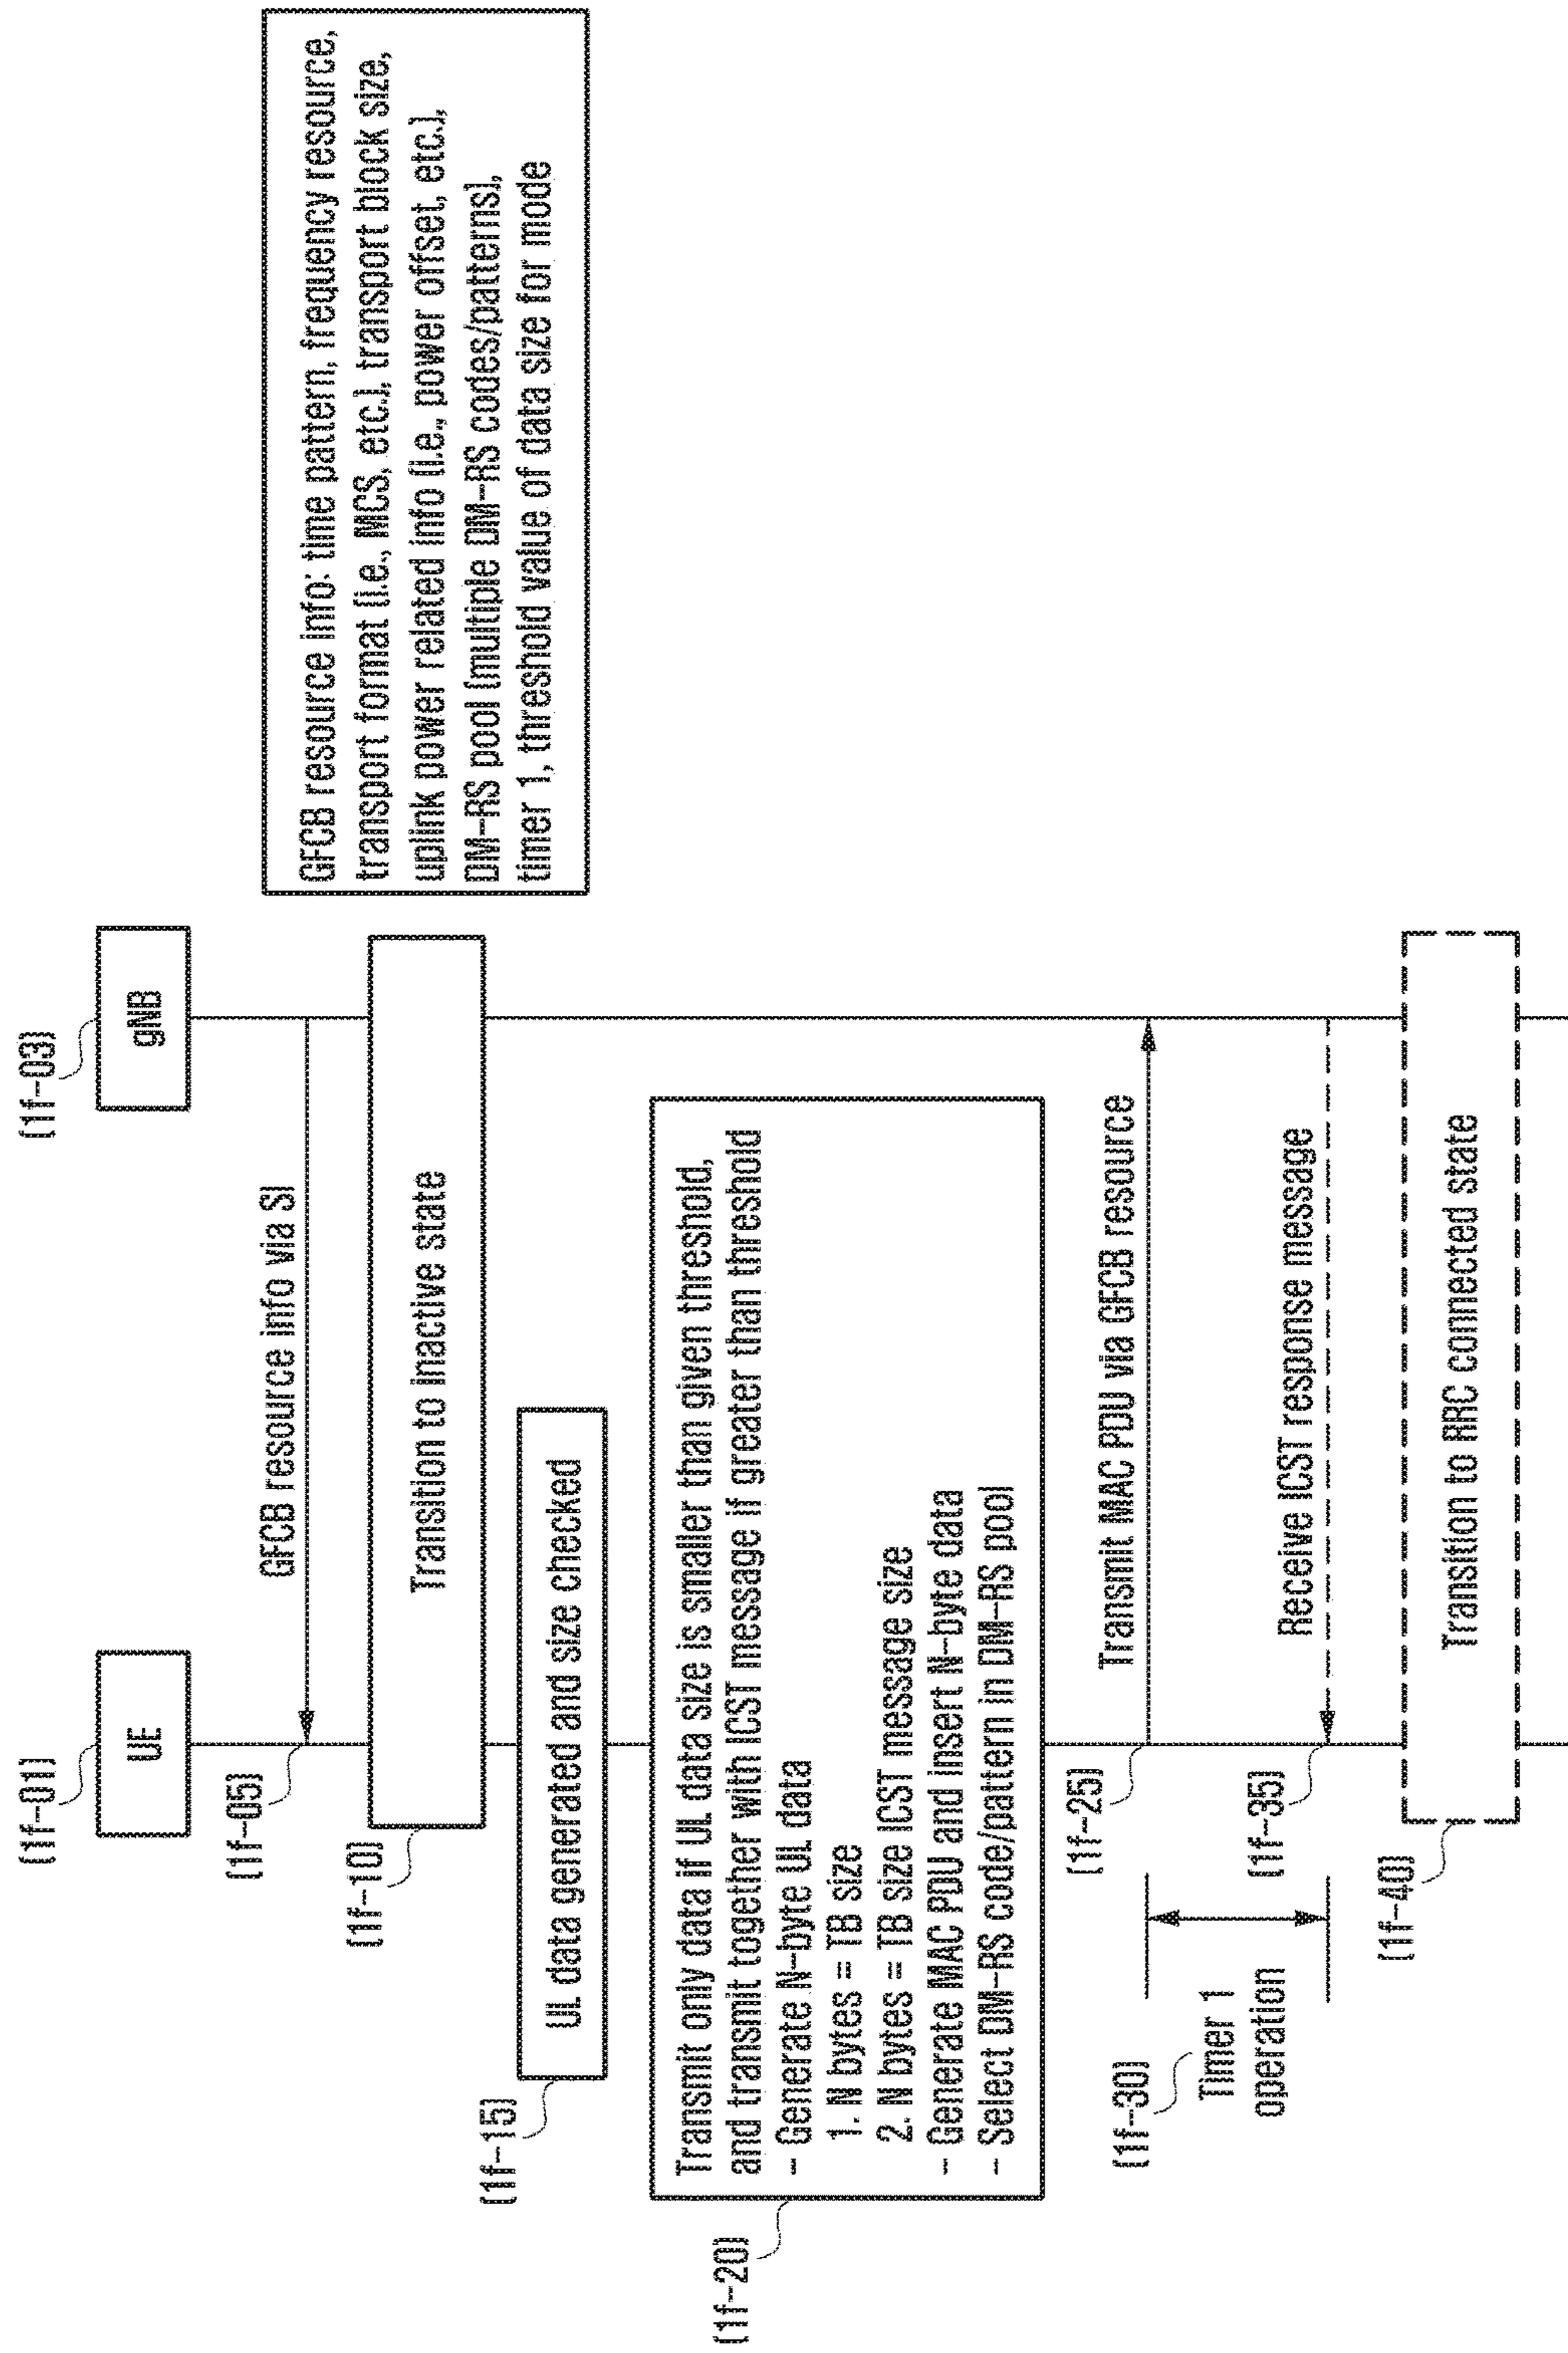 (1f-01)
UE
(1f-03)
gNB
(1f-05)
GFCB resource info via SI
GFCB resource info: time pattern, frequency resource,
transport format (i.e., MCS, etc.), transport block size,
uplink power related info (i.e., power offset, etc.),
DM-RS pool (multiple DM-RS codes/patterns),
timer 1, threshold value of data size for mode
(1f-10)
Transition to inactive state
(1f-15)
UL data generated and size checked
(1f-20)
Transmit only data if UL data size is smaller than given threshold,
and transmit together with ICST message if greater than threshold
- Generate N-byte UL data
1. N bytes = TB size
2. N bytes = TB size ICST message size
- Generate MAC PDU and insert N-byte data
- Select DM-RS code/pattern in DM-RS pool
(1f-25)
Transmit MAC PDU via GFCB resource
(1f-30)
Timer 1
operation
(1f-35)
Receive ICST response message
(1f-40)
Transition to RRC connected state